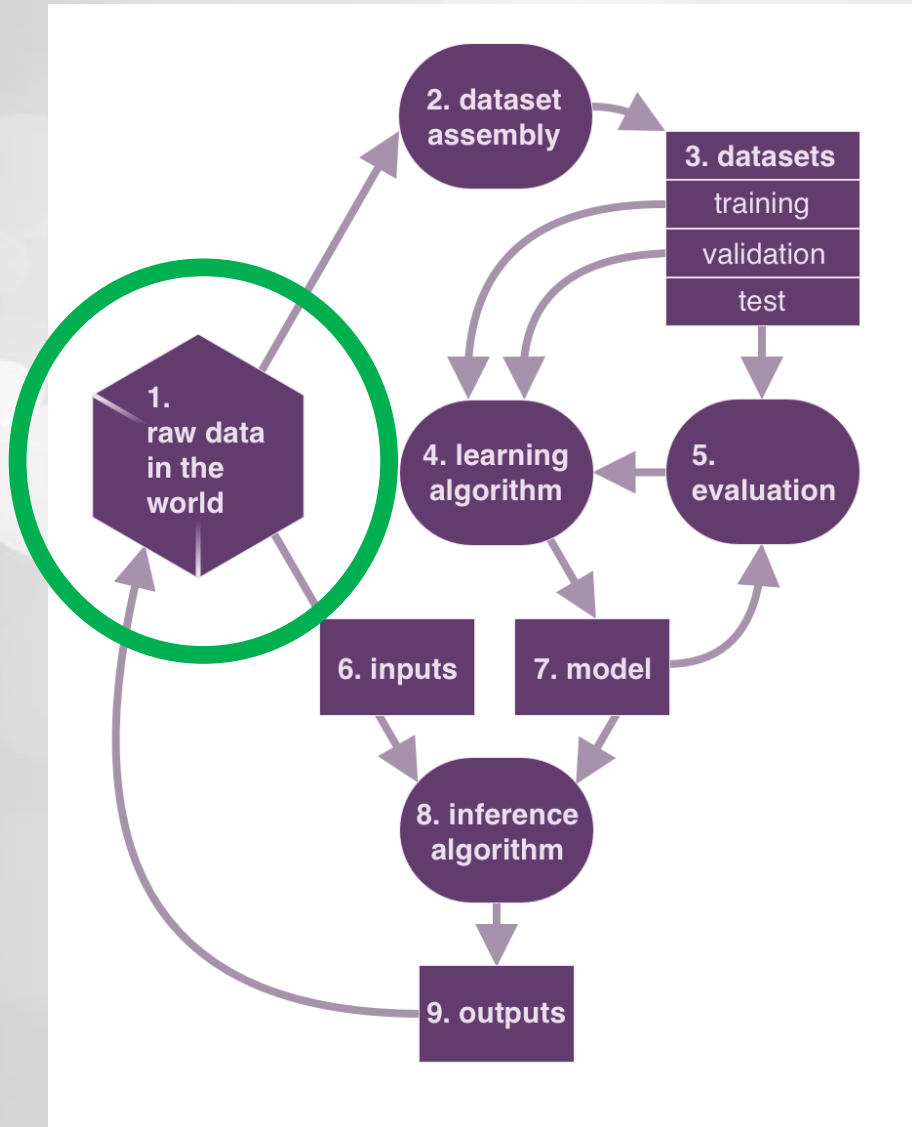 2. dataset
assembly
3. datasets
training
validation
test
1.
raw data
in the
world
4. learning
algorithm
5.
evaluation
6. inputs
7. model
8. inference
algorithm
9. outputs